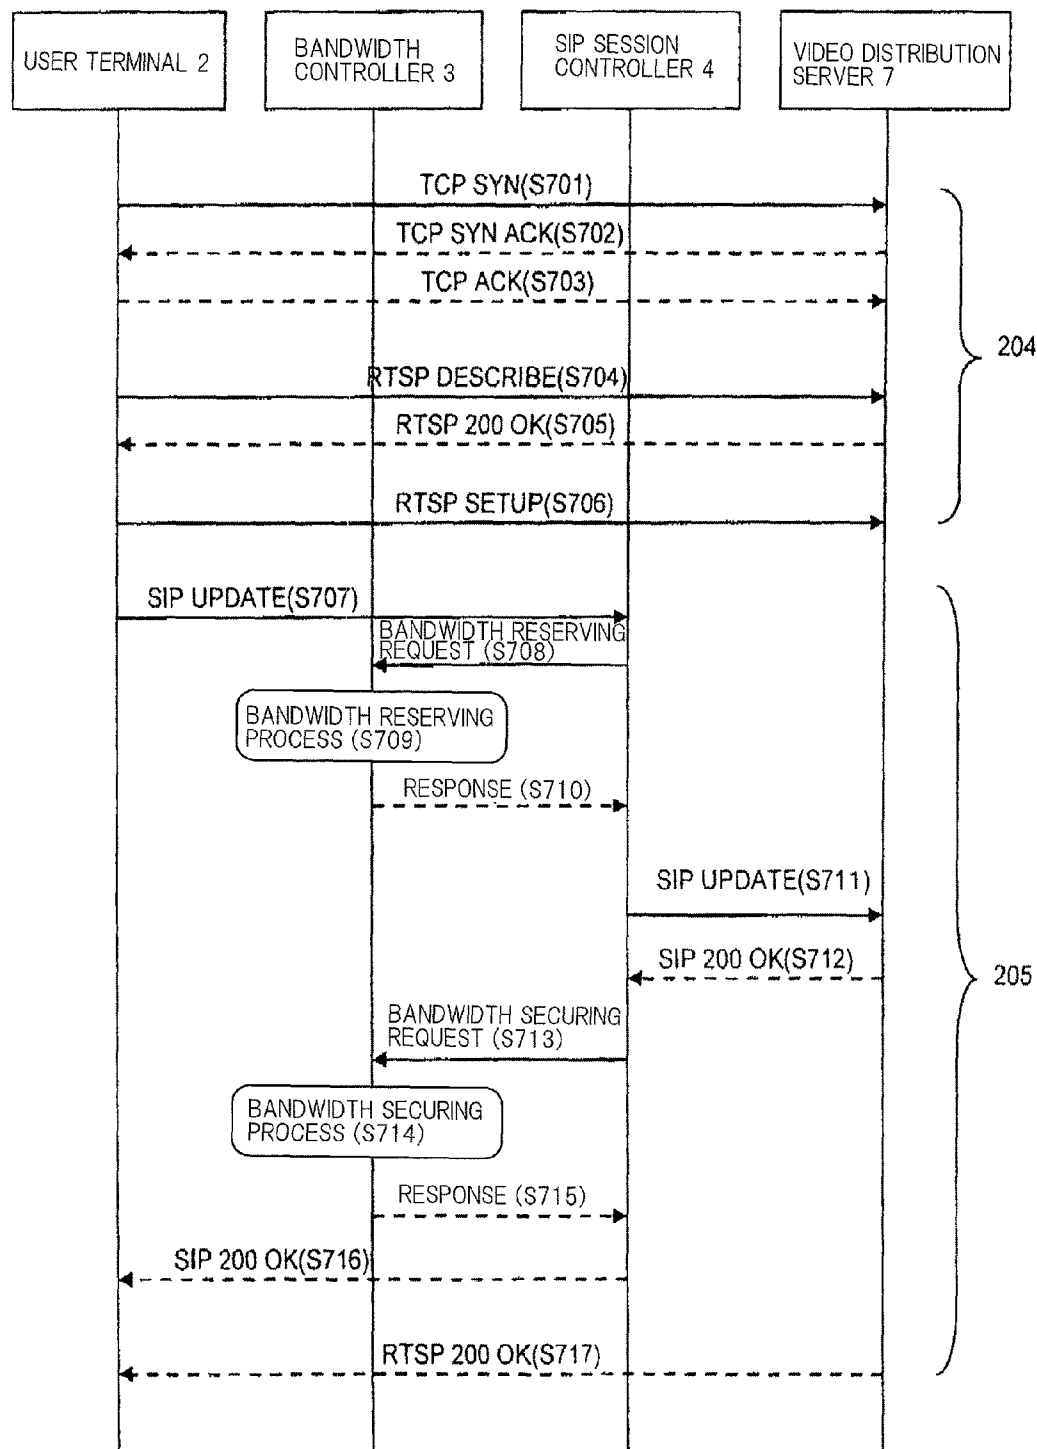 USER TERMINAL 2
BANDWIDTH
CONTROLLER 3
SIP SESSION
CONTROLLER 4
VIDEO DISTRIBUTION
SERVER 7
TCP SYN(S701)
TCP SYN ACK(S702)
TCP ACK(S703)
204
RTSP DESCRIBE(S704)
RTSP 200 OK(S705)
RTSP SETUP(S706)
SIP UPDATE(S707)
BANDWIDTH RESERVING
REQUEST (S708)
BANDWIDTH RESERVING
PROCESS (S709)
RESPONSE (S710)
SIP UPDATE(S711)
SIP 200 OK(S712)
205
BANDWIDTH SECURING
REQUEST (S713)
BANDWIDTH SECURING
PROCESS (S714)
RESPONSE (S715)
SIP 200 OK(S716)
RTSP 200 OK(S717)